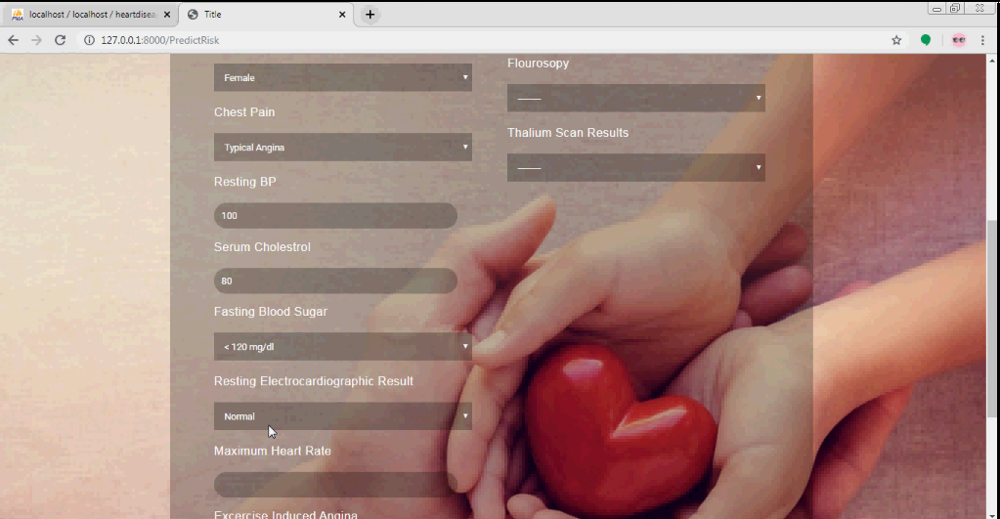 localhost / localhost / heartdisea
Title
127.0.0.1:8000/PredictRisk
Female
Chest Pain
Typical Angina
Resting BP
100
Serum Cholestrol
80
Fasting Blood Sugar
< 120 mg/dl
Resting Electrocardiographic Result
Normal
Maximum Heart Rate
Excercise Induced Angina
Flourosopy
-------
Thalium Scan Results
-------